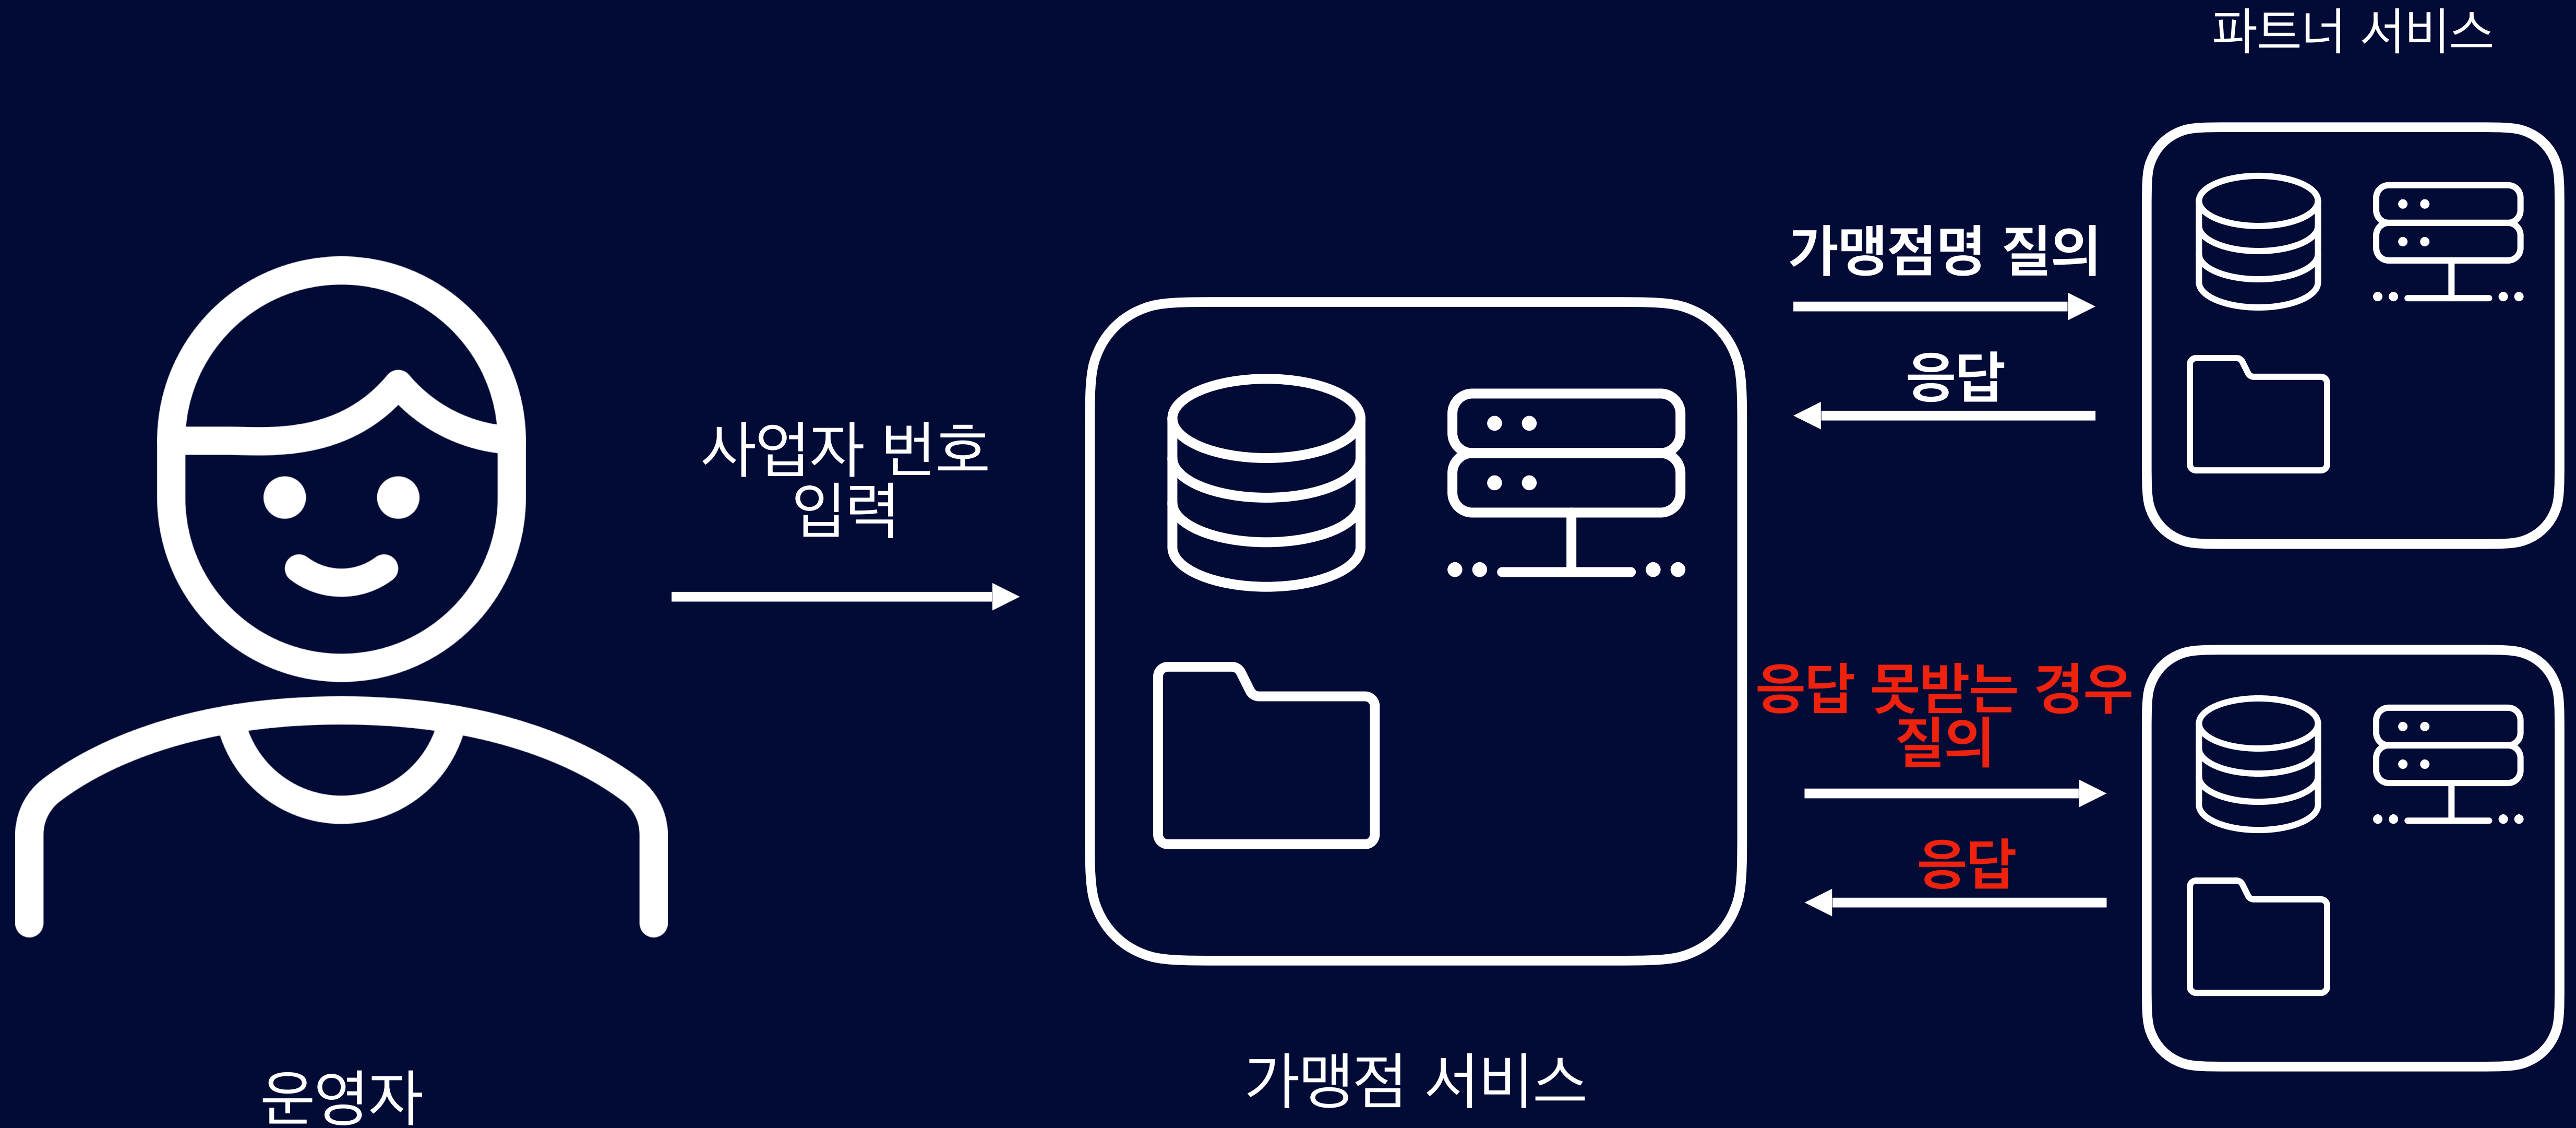 파트너 서비스
가맹점명 질의
응답
사업자 번호
입력
응답 못받는 경우
질의
응답
가맹점 서비스
운영자